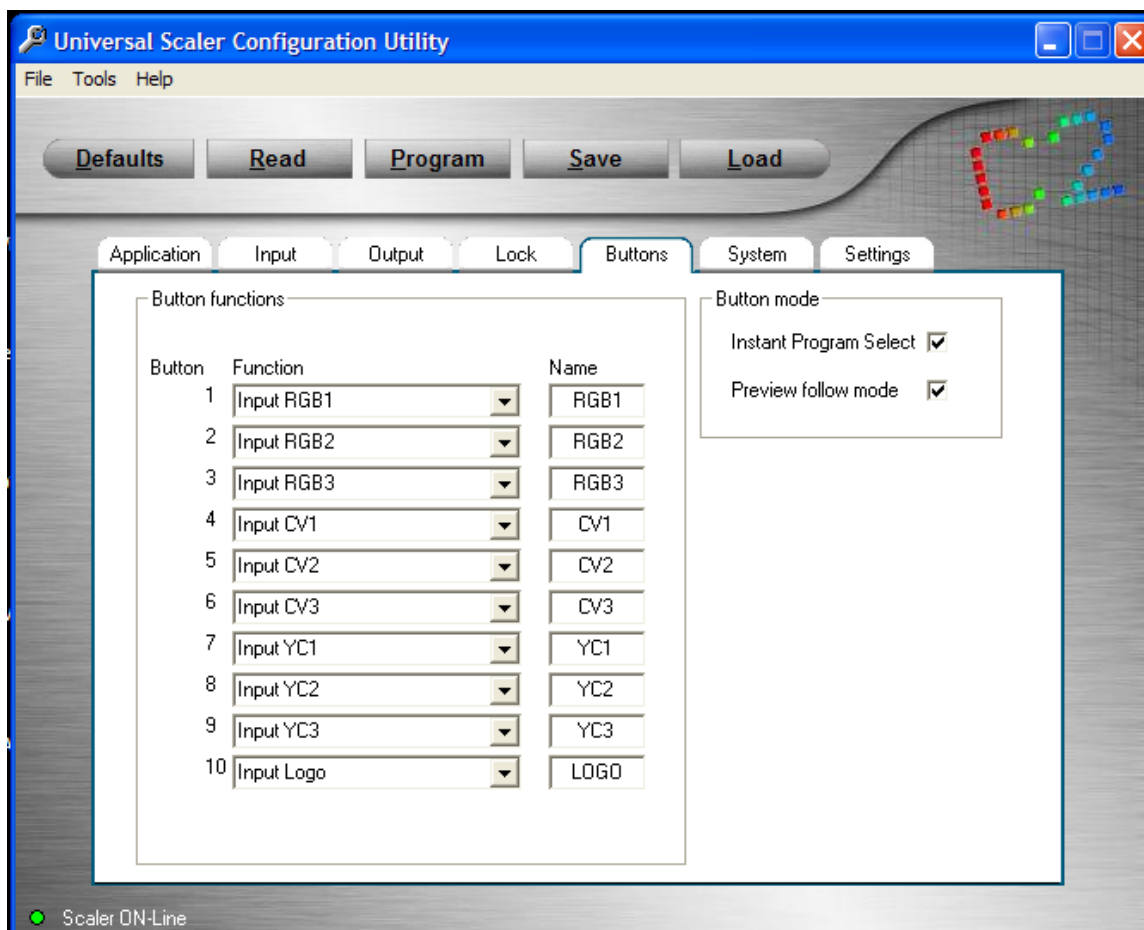 Universal Scaler Configuration Utility
File Tools Help
Defaults Read Program Save Load
C2
Application Input Output Lock Buttons System Settings
Button functions
Button mode
Instant Program Select
Preview follow mode
Button Function Name
1 Input RGB1 RGB1
2 Input RGB2 RGB2
3 Input RGB3 RGB3
4 Input CV1 CV1
5 Input CV2 CV2
6 Input CV3 CV3
7 Input YC1 YC1
8 Input YC2 YC2
9 Input YC3 YC3
10 Input Logo LOGO
Scaler ON-Line